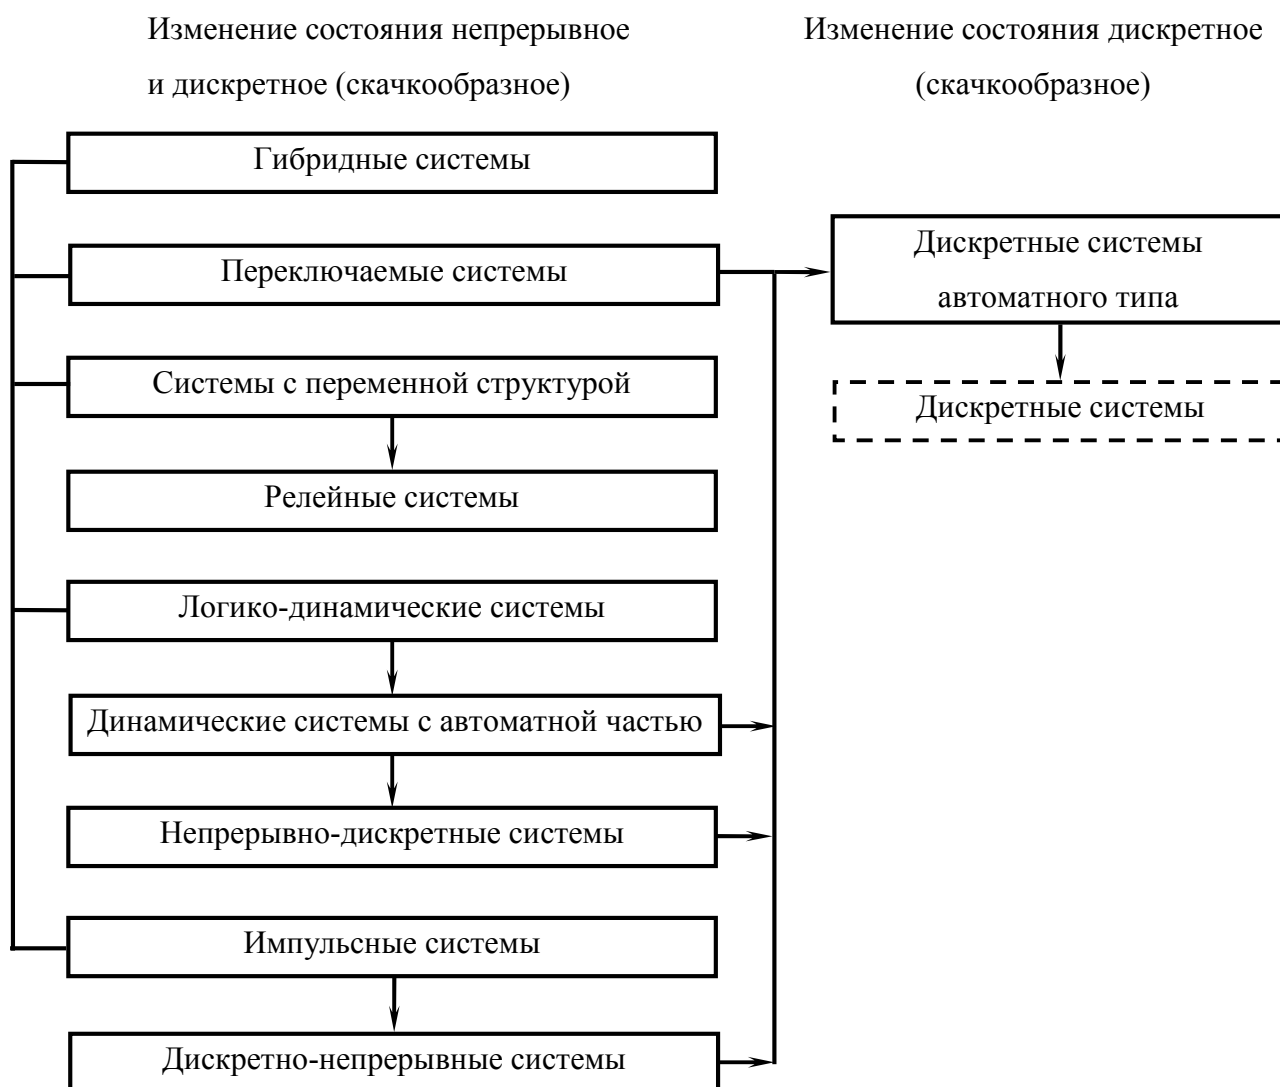 Изменение состояния непрерывное
и дискретное (скачкообразное)
Изменение состояния дискретное
(скачкообразное)
Гибридные системы
Переключаемые системы
Дискретные системы
автоматного типа
Системы с переменной структурой
Дискретные системы
Релейные системы
Логико-динамические системы
Динамические системы с автоматной частью
Непрерывно-дискретные системы
Импульсные системы
Дискретно-непрерывные системы